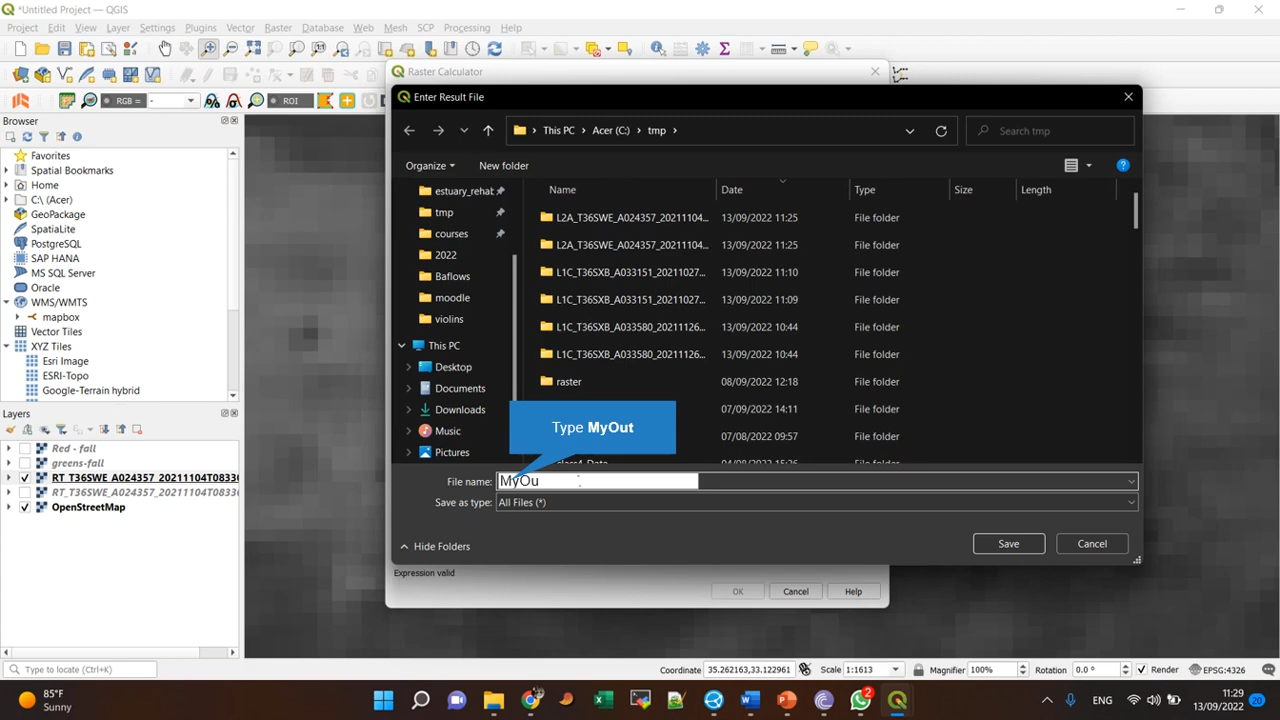 *Untitled Project — QGIS
Project Edit View Layer Settings Plugins Vector Raster Database Web Mesh SCP Processing Help
RGB = - ROI
Raster Calculator
Enter Result File
This PC > Acer (C:) > tmp >
Search tmp
Organize
New folder
Browser
Favorites
Spatial Bookmarks
Home
C:\ (Acer)
GeoPackage
SpatiaLite
PostgreSQL
SAP HANA
MS SQL Server
Oracle
WMS/WMTS
mapbox
Vector Tiles
XYZ Tiles
Esri Image
ESRI-Topo
Google-Terrain hybrid
estuary_rehat
tmp
courses
2022
Baflows
moodle
violins
This PC
Desktop
Documents
Downloads
Music
Pictures
Name Date Type Size Length
L2A_T36SWE_A024357_20211104... 13/09/2022 11:25 File folder
L2A_T36SWE_A024357_20211104... 13/09/2022 11:25 File folder
L1C_T36SXB_A033151_20211027... 13/09/2022 11:10 File folder
L1C_T36SXB_A033151_20211027... 13/09/2022 11:09 File folder
L1C_T36SXB_A033580_20211126... 13/09/2022 10:44 File folder
L1C_T36SXB_A033580_20211126... 13/09/2022 10:44 File folder
raster 08/09/2022 12:18 File folder
07/09/2022 14:11 File folder
07/08/2022 09:57 File folder
Type MyOut
File name: MyOu
Save as type: All Files (*)
Hide Folders
Save
Cancel
Expression valid
OK
Cancel
Help
Layers
Red - fall
greens-fall
RT_T36SWE_A024357_20211104T08330
RT_T36SWE_A024357_20211104T08330
OpenStreetMap
Type to locate (Ctrl+K)
Coordinate 35.262163,33.122961
Scale 1:1613
Magnifier 100%
Rotation 0.0 °
Render
EPSG:4326
85°F
Sunny
2
ENG
11:29
13/09/2022
20